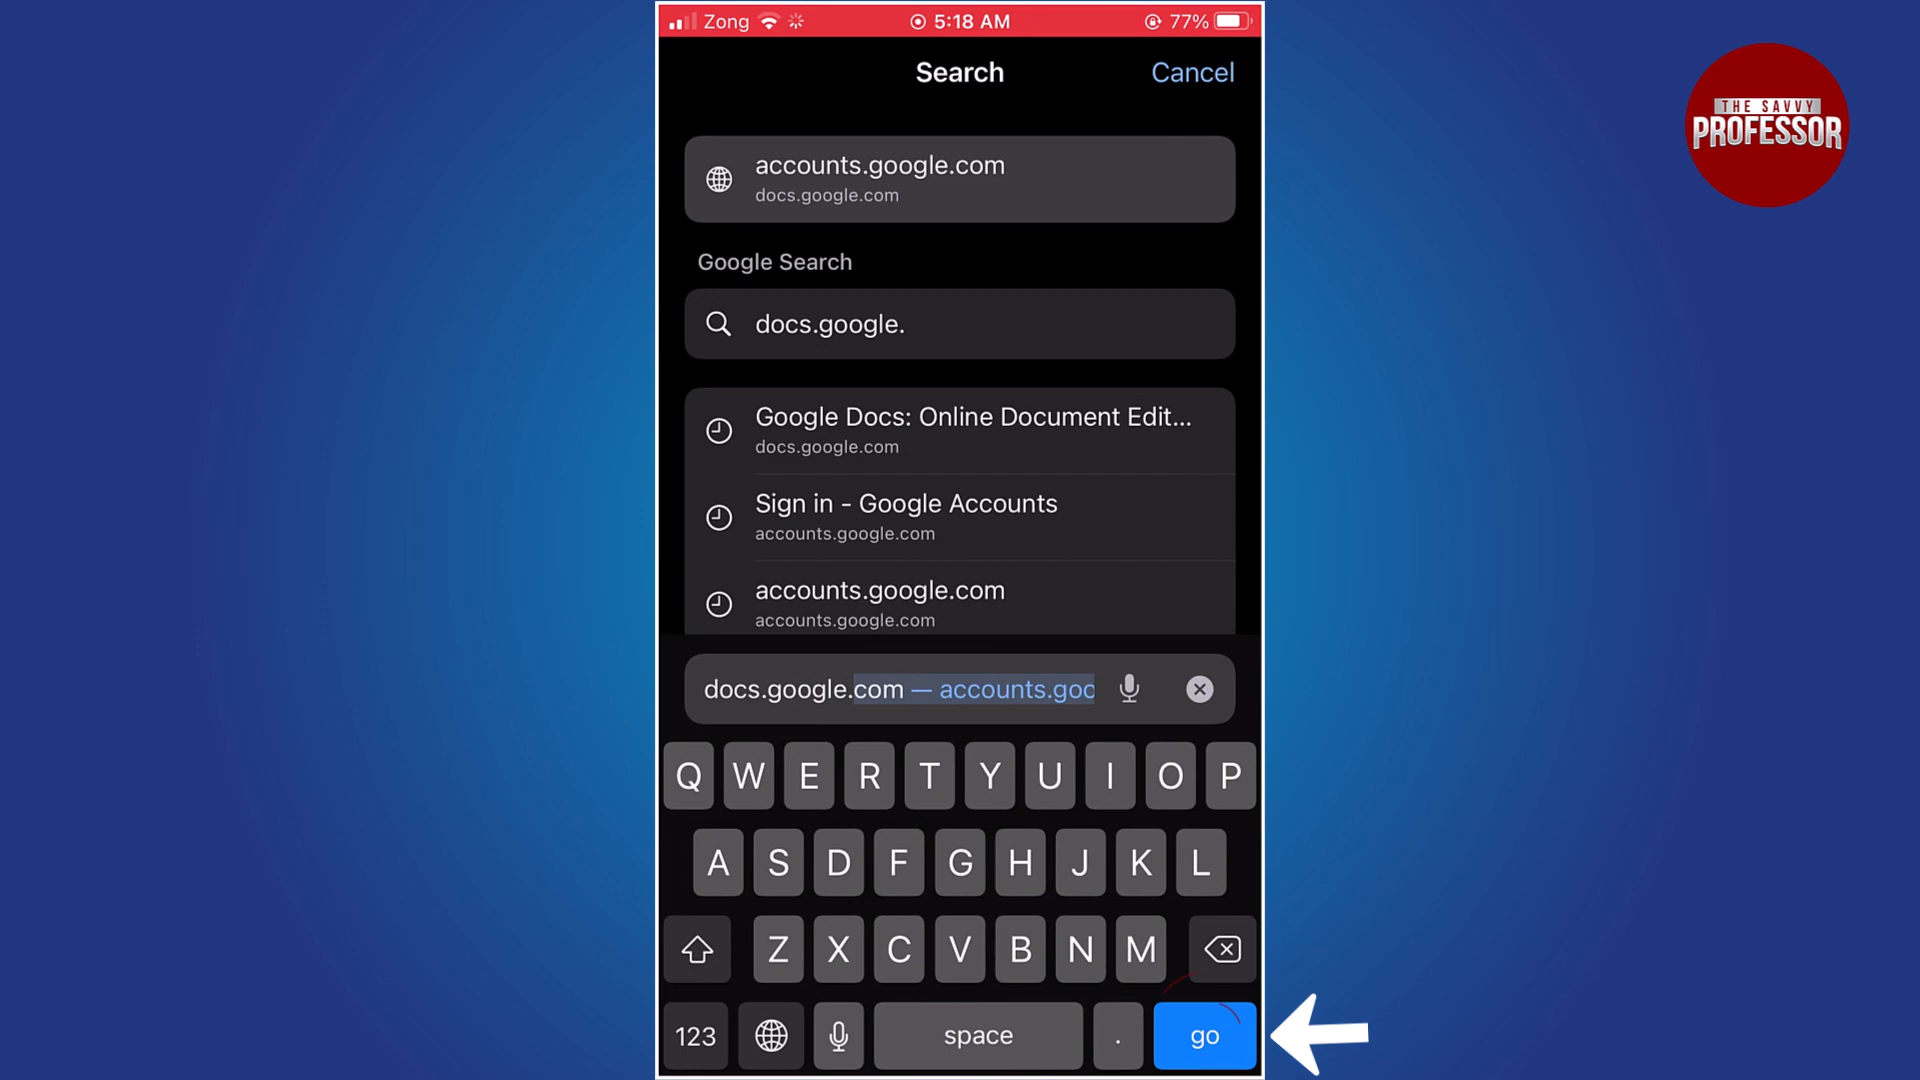 Zong 5:18 AM 77%
Search Cancel
THE SAVVY
PROFESSOR
accounts.google.com
docs.google.com
Google Search
docs.google.
Google Docs: Online Document Edit...
docs.google.com
Sign in - Google Accounts
accounts.google.com
accounts.google.com
accounts.google.com
docs.google.com — accounts.goo
Q W E R T Y U I O P
A S D F G H J K L
Z X C V B N M
123 space . go